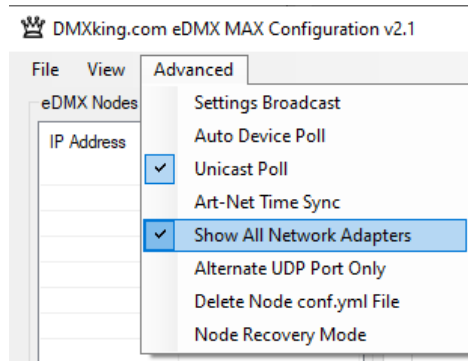 DMXking.com eDMX MAX Configuration v2.1
File View Advanced
eDMX Nodes
IP Address
Settings Broadcast
Auto Device Poll
Unicast Poll
Art-Net Time Sync
Show All Network Adapters
Alternate UDP Port Only
Delete Node conf.yml File
Node Recovery Mode